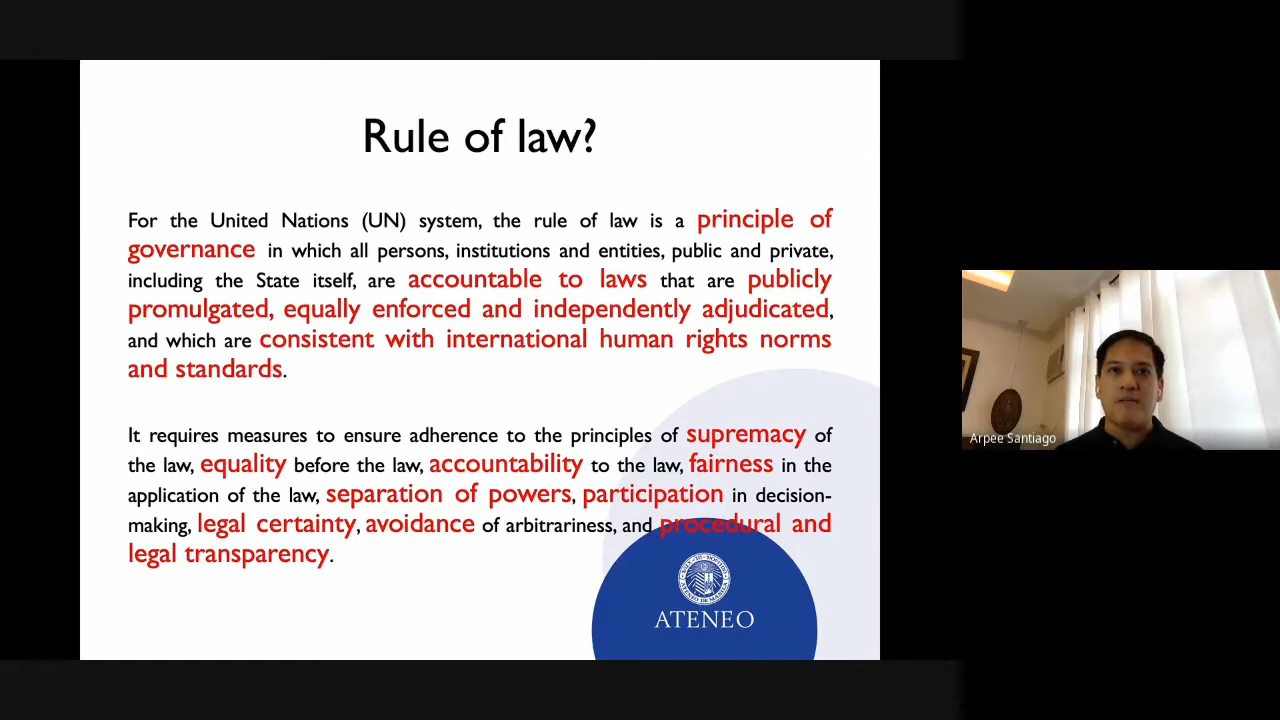 Rule of law?
For the United Nations (UN) system, the rule of law is a principle of
governance in which all persons, institutions and entities, public and private,
including the State itself, are accountable to laws that are publicly
promulgated, equally enforced and independently adjudicated,
and which are consistent with international human rights norms
and standards.
It requires measures to ensure adherence to the principles of supremacy of
the law, equality before the law, accountability to the law, fairness in the
application of the law, separation of powers, participation in decision-
making, legal certainty, avoidance of arbitrariness, and procedural and
legal transparency.
ATENEO
Arpee Santiago